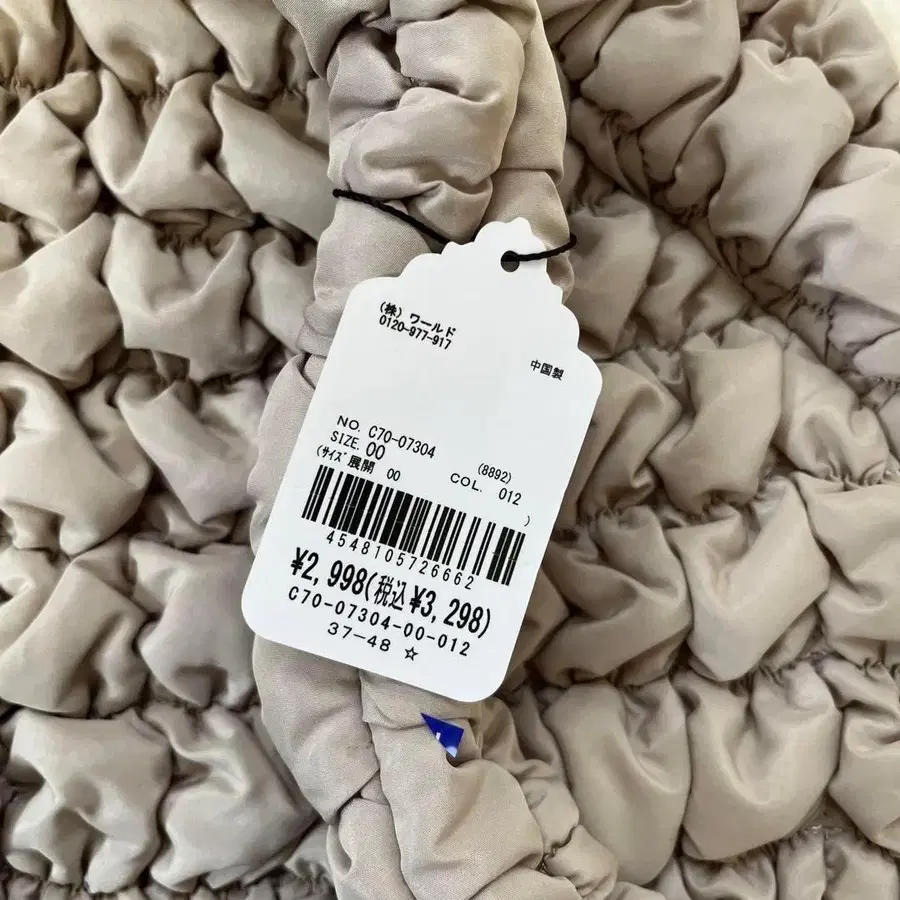 (株) ワールド
0120-977-917
中国製
NO. C70-07304
SIZE. 00 (8892)
(サイズ展開 00 COL. 012 )
4548105726662
¥2,998(税込¥3,298)
C70-07304-00-012
37-48 ☆